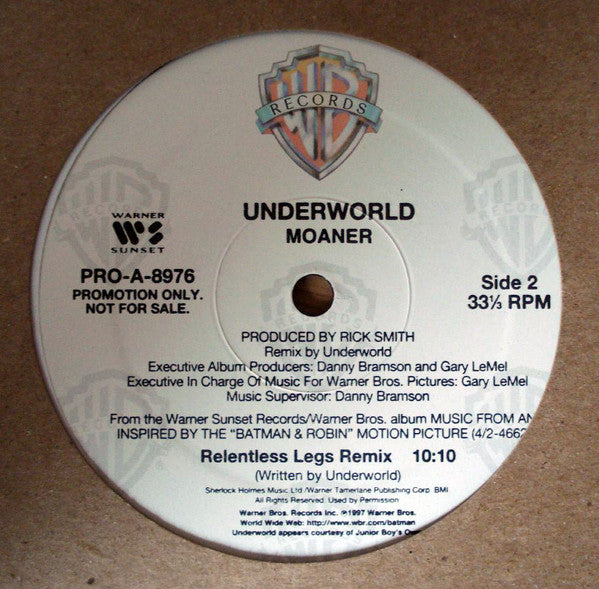 RECORDS
UNDERWORLD
MOANER
WARNER
WS
SUNSET
PRO-A-8976
PROMOTION ONLY.
NOT FOR SALE.
Side 2
33⅓ RPM
PRODUCED BY RICK SMITH
Remix by Underworld
Executive Album Producers: Danny Bramson and Gary LeMel
Executive In Charge Of Music For Warner Bros. Pictures: Gary LeMel
Music Supervisor: Danny Bramson
From the Warner Sunset Records/Warner Bros. album MUSIC FROM AN
INSPIRED BY THE "BATMAN & ROBIN" MOTION PICTURE (4/2-4662
Relentless Legs Remix 10:10
(Written by Underworld)
Sherlock Holmes Music Ltd./Warner Tamerlane Publishing Corp. BMI
All Rights Reserved. Used by Permission
Warner Bros. Records Inc. ℗1997 Warner Bros.
World Wide Web: http://www.wbr.com/batman
Underworld appears courtesy of Junior Boy's Ow